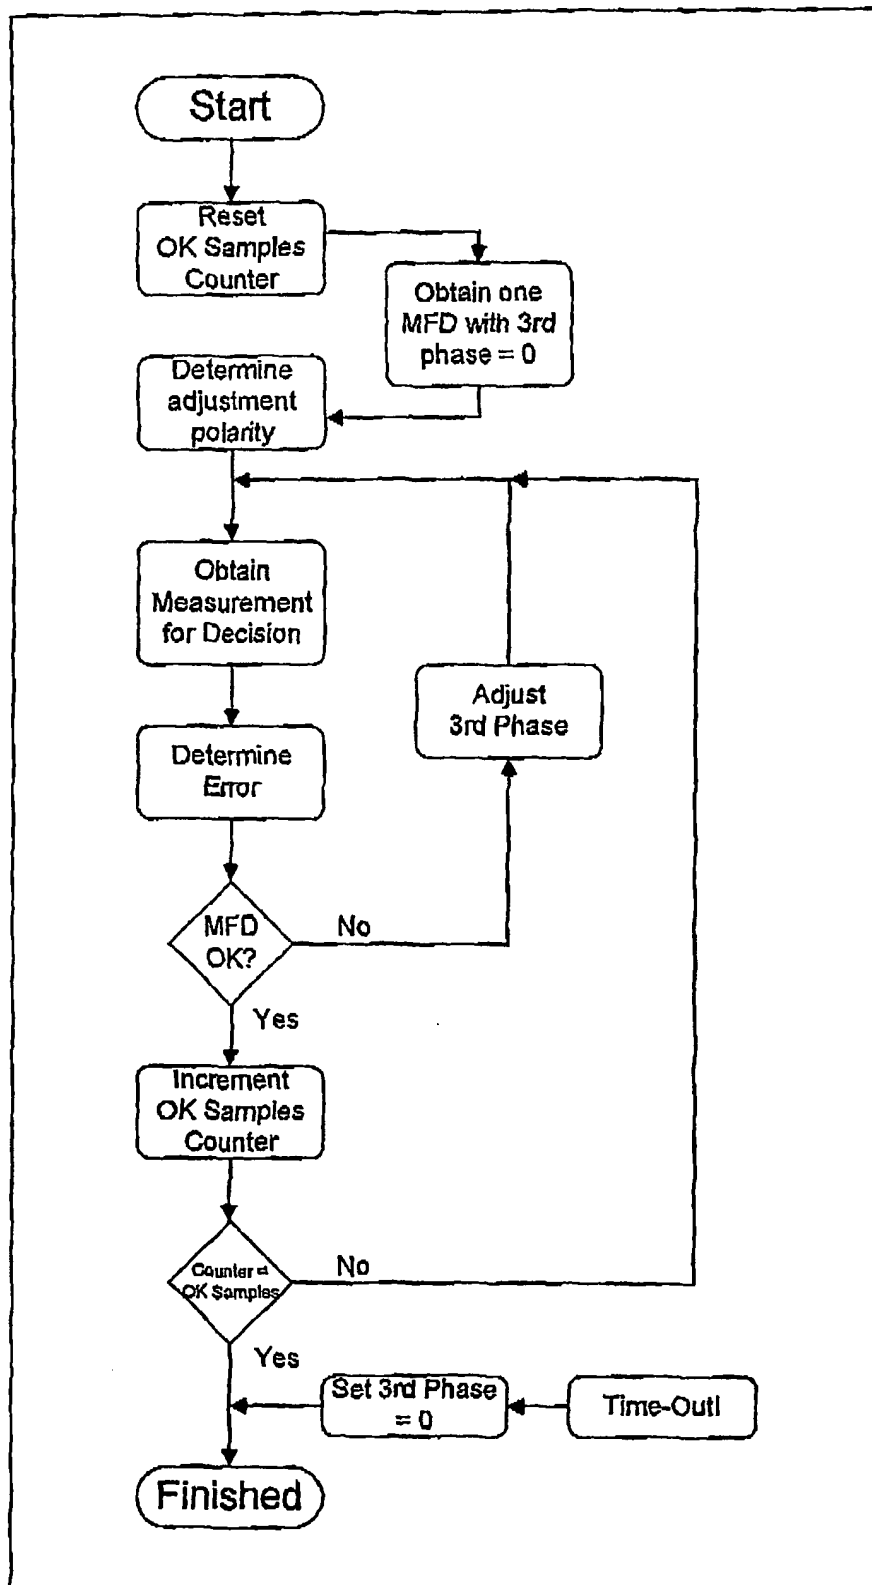 Start
Reset
OK Samples
Counter
Obtain one
MFD with 3rd
phase = 0
Determine
adjustment
polarity
Obtain
Measurement
for Decision
Adjust
3rd Phase
Determine
Error
MFD
OK?
No
Yes
Increment
OK Samples
Counter
Counter =
OK Samples
No
Yes
Set 3rd Phase
= 0
Time-Out!
Finished